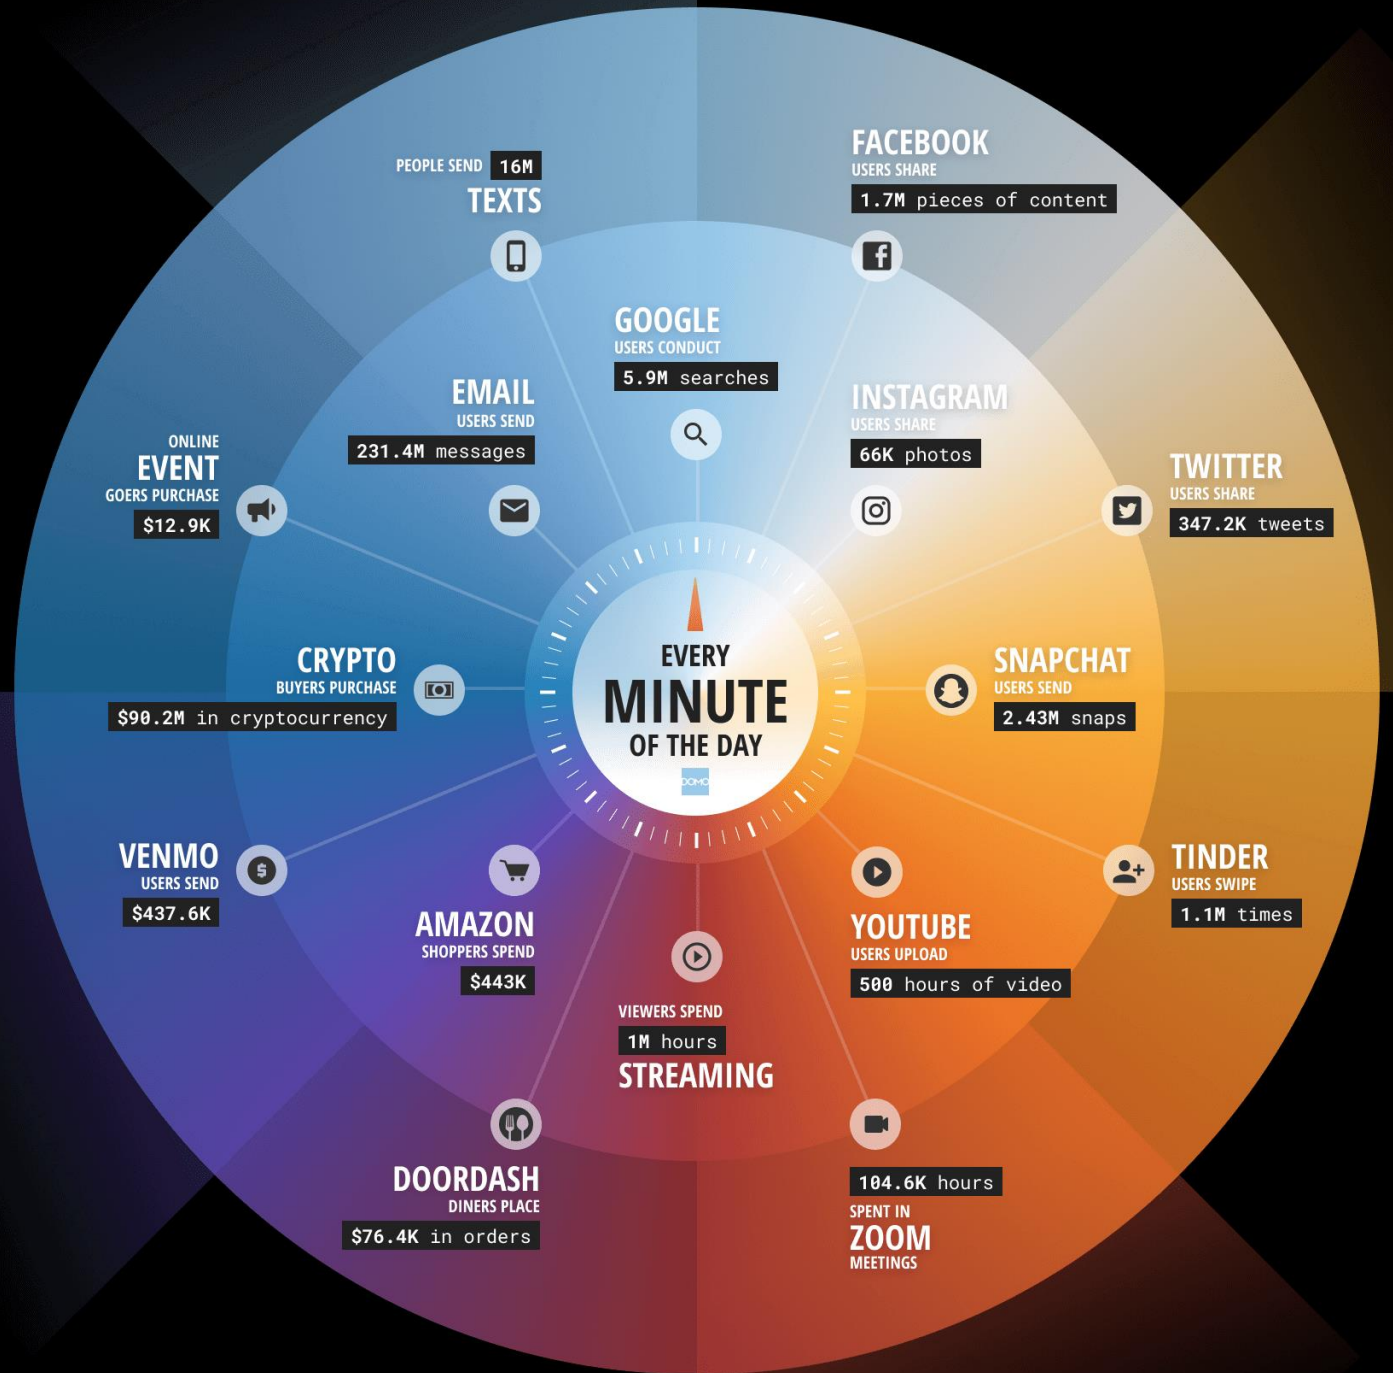 PEOPLE SEND 16M
TEXTS
FACEBOOK
USERS SHARE
1.7M pieces of content
GOOGLE
USERS CONDUCT
5.9M searches
EMAIL
USERS SEND
231.4M messages
INSTAGRAM
USERS SHARE
66K photos
ONLINE
EVENT
GOERS PURCHASE
$12.9K
TWITTER
USERS SHARE
347.2K tweets
CRYPTO
BUYERS PURCHASE
$90.2M in cryptocurrency
EVERY
MINUTE
OF THE DAY
DOMO
SNAPCHAT
USERS SEND
2.43M snaps
VENMO
USERS SEND
$437.6K
AMAZON
SHOPPERS SPEND
$443K
VIEWERS SPEND
1M hours
STREAMING
YOUTUBE
USERS UPLOAD
500 hours of video
TINDER
USERS SWIPE
1.1M times
DOORDASH
DINERS PLACE
$76.4K in orders
104.6K hours
SPENT IN
ZOOM
MEETINGS